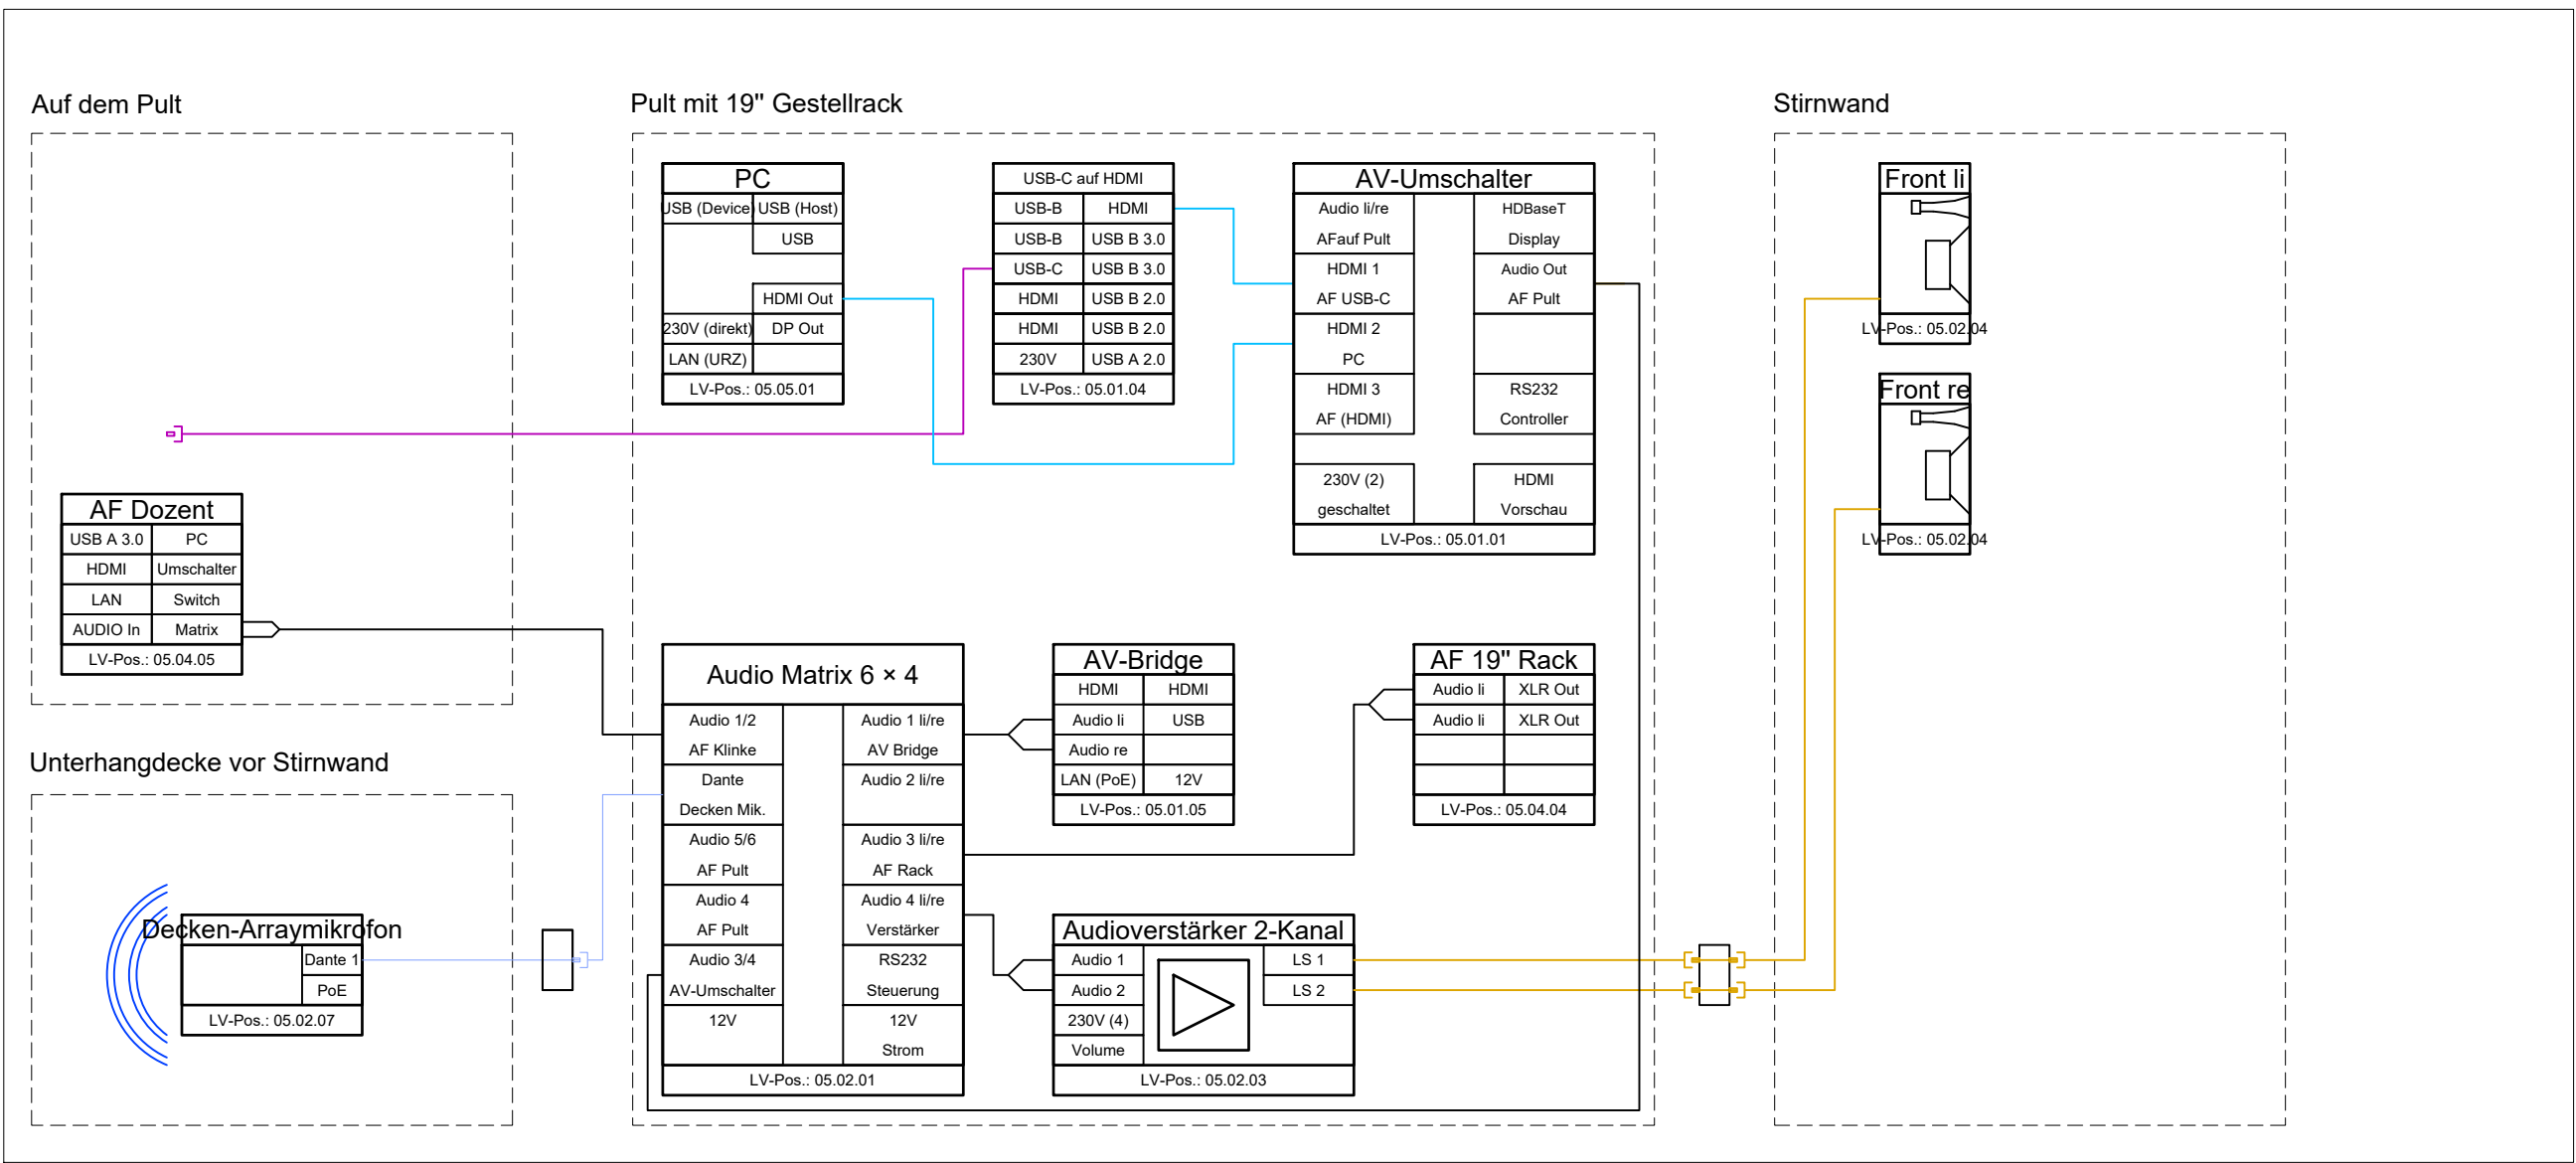 Auf dem Pult
Pult mit 19" Gestellrack
Stirnwand
PC
USB (Device) USB (Host)
USB
HDMI Out
230V (direkt) DP Out
LAN (URZ)
LV-Pos.: 05.05.01
USB-C auf HDMI
USB-B HDMI
USB-B USB B 3.0
USB-C USB B 3.0
HDMI USB B 2.0
HDMI USB B 2.0
230V USB A 2.0
LV-Pos.: 05.01.04
AV-Umschalter
Audio li/re HDBaseT
AFauf Pult Display
HDMI 1 Audio Out
AF USB-C AF Pult
HDMI 2
PC
HDMI 3 RS232
AF (HDMI) Controller
230V (2) HDMI
geschaltet Vorschau
LV-Pos.: 05.01.01
Front li
LV-Pos.: 05.02.04
Front re
LV-Pos.: 05.02.04
AF Dozent
USB A 3.0 PC
HDMI Umschalter
LAN Switch
AUDIO In Matrix
LV-Pos.: 05.04.05
Audio Matrix 6 × 4
Audio 1/2 Audio 1 li/re
AF Klinke AV Bridge
Dante Audio 2 li/re
Decken Mik.
Audio 5/6 Audio 3 li/re
AF Pult AF Rack
Audio 4 Audio 4 li/re
AF Pult Verstärker
Audio 3/4 RS232
AV-Umschalter Steuerung
12V 12V
Strom
LV-Pos.: 05.02.01
AV-Bridge
HDMI HDMI
Audio li USB
Audio re
LAN (PoE) 12V
LV-Pos.: 05.01.05
AF 19" Rack
Audio li XLR Out
Audio li XLR Out
LV-Pos.: 05.04.04
Unterhangdecke vor Stirnwand
Decken-Arraymikrofon
Dante 1
PoE
LV-Pos.: 05.02.07
Audioverstärker 2-Kanal
Audio 1 LS 1
Audio 2 LS 2
230V (4)
Volume
LV-Pos.: 05.02.03